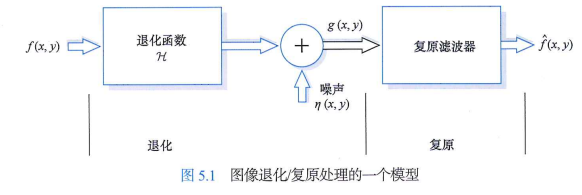 f(x, y)
退化函数
ℋ
+
g(x, y)
噪声
η(x, y)
复原滤波器
f̂(x, y)
退化
复原
图 5.1 图像退化/复原处理的一个模型